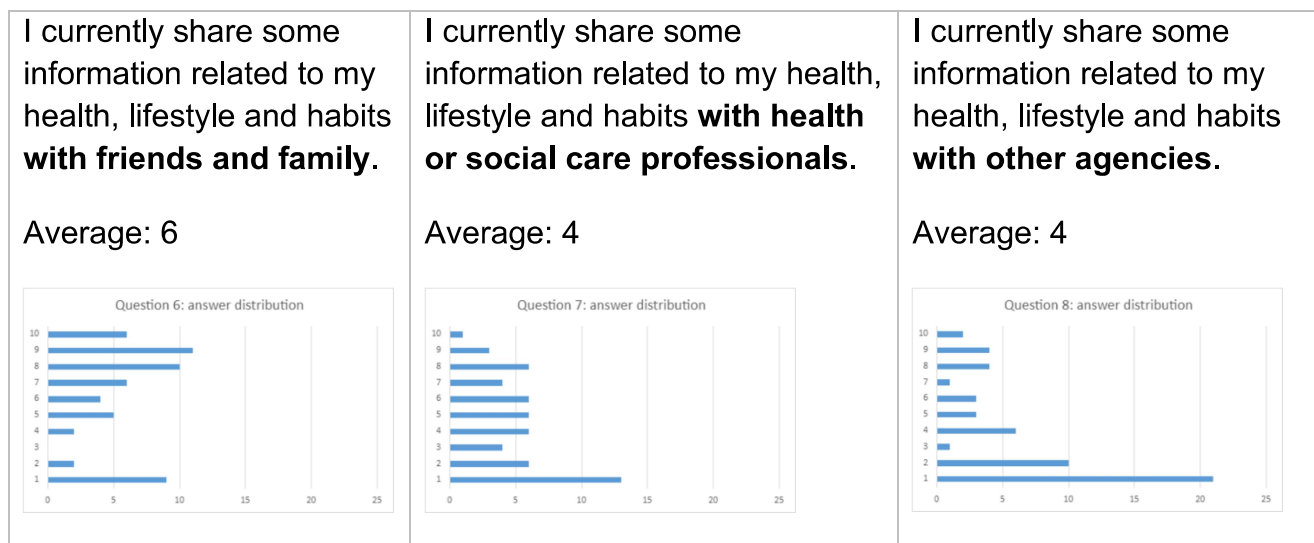 I currently share some
information related to my
health, lifestyle and habits
with friends and family.
Average: 6
Question 6: answer distribution
10
9
8
7
6
5
4
3
2
1
0 5 10 15 20 25
I currently share some
information related to my health,
lifestyle and habits with health
or social care professionals.
Average: 4
Question 7: answer distribution
10
9
8
7
6
5
4
3
2
1
0 5 10 15 20 25
I currently share some
information related to my
health, lifestyle and habits
with other agencies.
Average: 4
Question 8: answer distribution
10
9
8
7
6
5
4
3
2
1
0 5 10 15 20 25